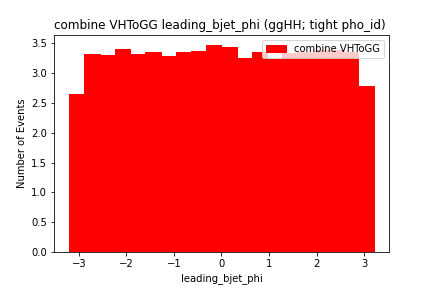 combine VHToGG leading_bjet_phi (ggHH; tight pho_id)
combine VHToGG
Number of Events
3.5
3.0
2.5
2.0
1.5
1.0
0.5
0.0
−3 −2 −1 0 1 2 3
leading_bjet_phi